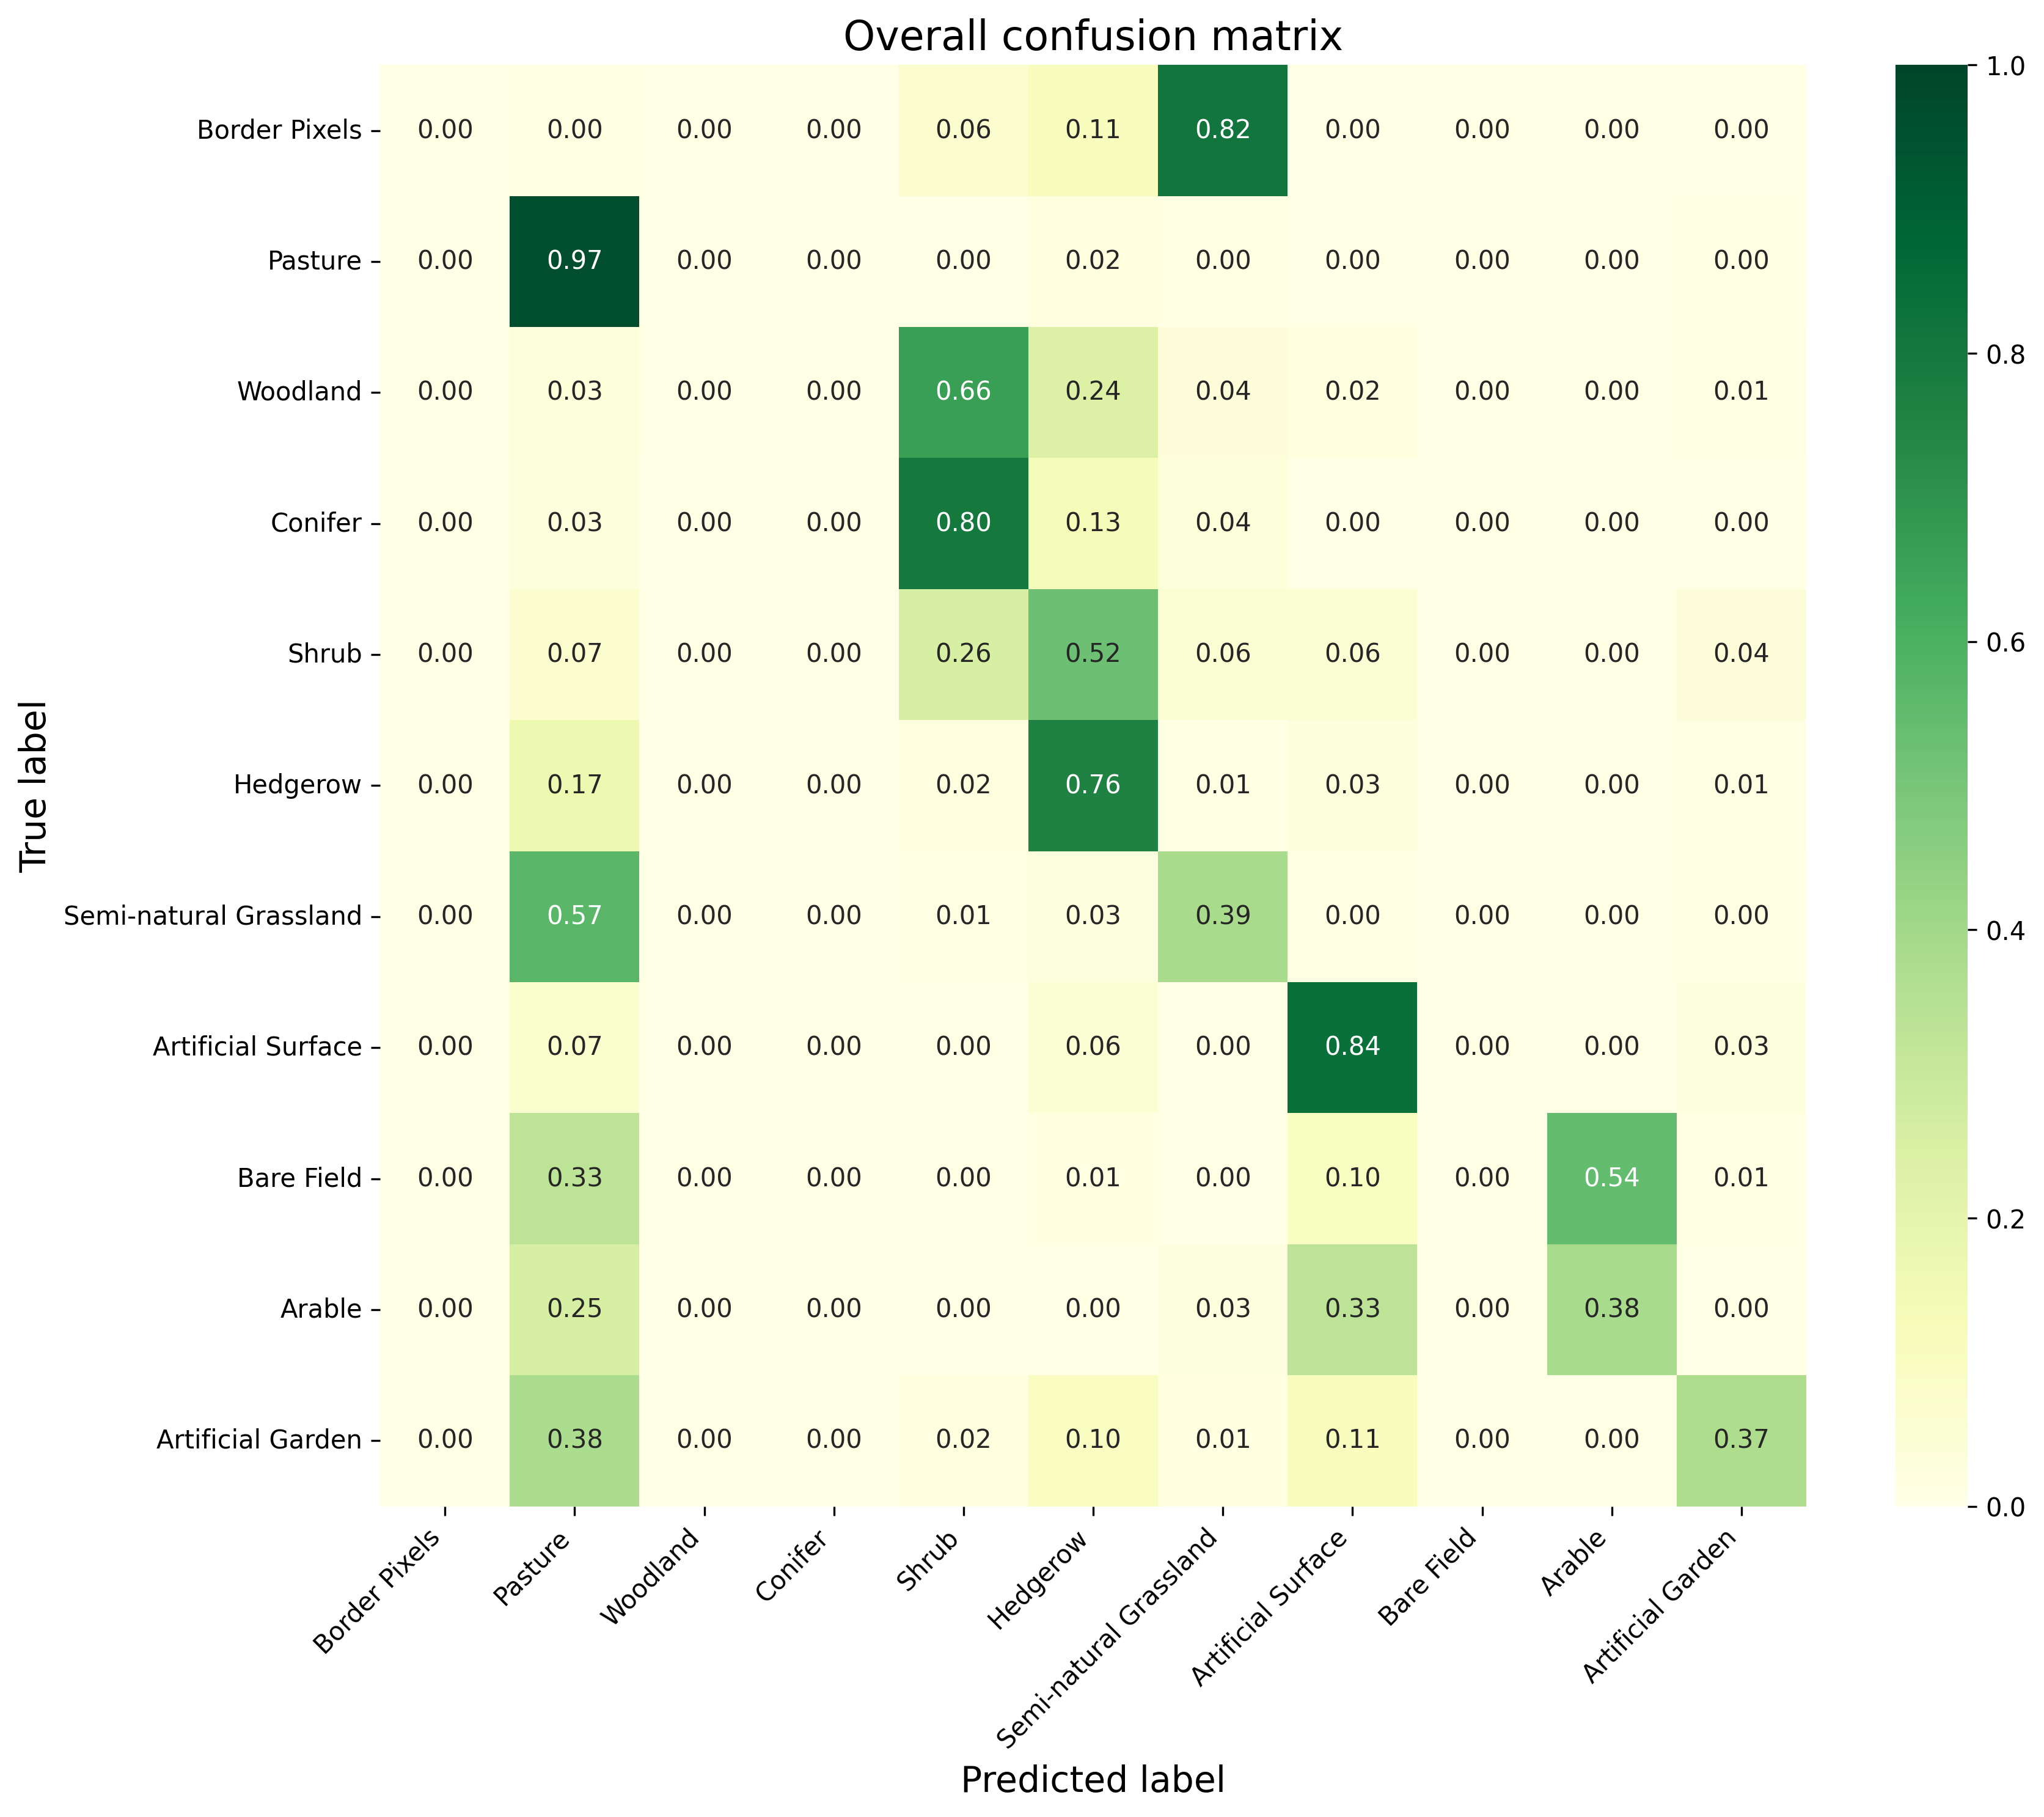 Overall confusion matrix
Border Pixels 0.00 0.00 0.00 0.00 0.06 0.11 0.82 0.00 0.00 0.00 0.00
Pasture 0.00 0.97 0.00 0.00 0.00 0.02 0.00 0.00 0.00 0.00 0.00
Woodland 0.00 0.03 0.00 0.00 0.66 0.24 0.04 0.02 0.00 0.00 0.01
Conifer 0.00 0.03 0.00 0.00 0.80 0.13 0.04 0.00 0.00 0.00 0.00
Shrub 0.00 0.07 0.00 0.00 0.26 0.52 0.06 0.06 0.00 0.00 0.04
Hedgerow 0.00 0.17 0.00 0.00 0.02 0.76 0.01 0.03 0.00 0.00 0.01
Semi-natural Grassland 0.00 0.57 0.00 0.00 0.01 0.03 0.39 0.00 0.00 0.00 0.00
Artificial Surface 0.00 0.07 0.00 0.00 0.00 0.06 0.00 0.84 0.00 0.00 0.03
Bare Field 0.00 0.33 0.00 0.00 0.00 0.01 0.00 0.10 0.00 0.54 0.01
Arable 0.00 0.25 0.00 0.00 0.00 0.00 0.03 0.33 0.00 0.38 0.00
Artificial Garden 0.00 0.38 0.00 0.00 0.02 0.10 0.01 0.11 0.00 0.00 0.37
True label
Border Pixels
Pasture
Woodland
Conifer
Shrub
Hedgerow
Semi-natural Grassland
Artificial Surface
Bare Field
Arable
Artificial Garden
Predicted label
1.0
0.8
0.6
0.4
0.2
0.0